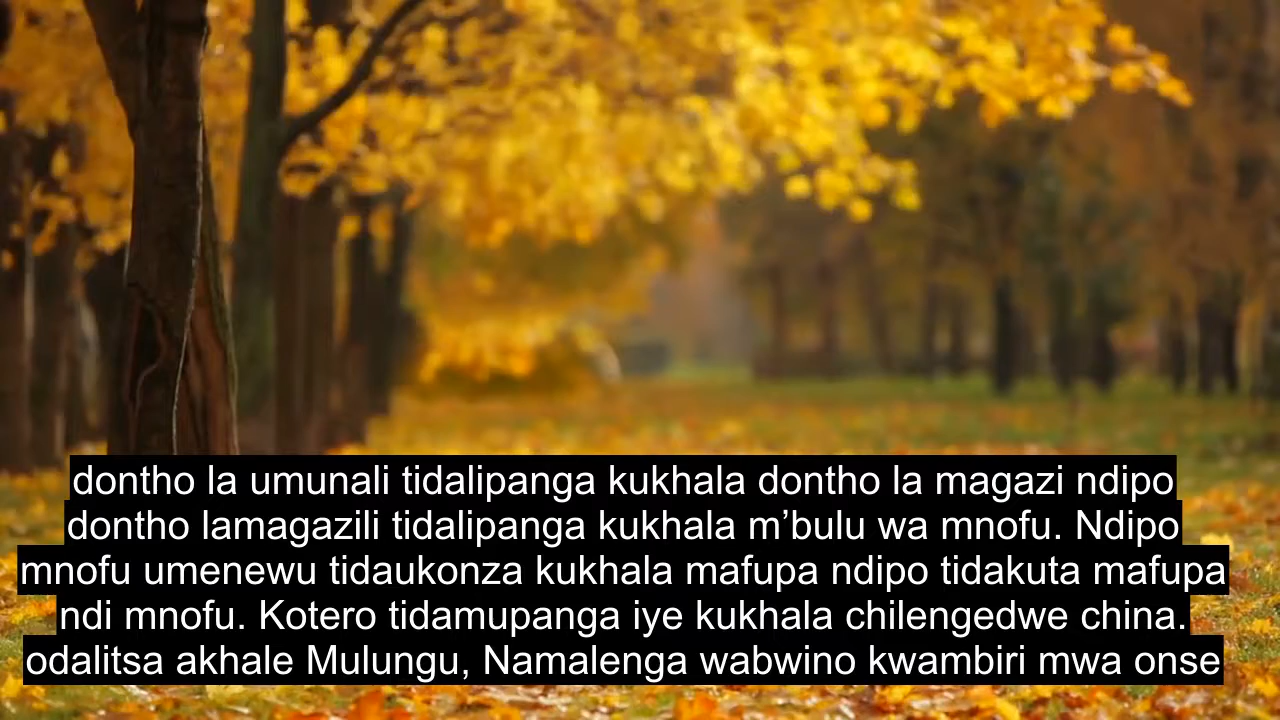 dontho la umunali tidalipanga kukhala dontho la magazi ndipo
dontho lamagazili tidalipanga kukhala m’bulu wa mnofu. Ndipo
mnofu umenewu tidaukonza kukhala mafupa ndipo tidakuta mafupa
ndi mnofu. Kotero tidamupanga iye kukhala chilengedwe china.
odalitsa akhale Mulungu, Namalenga wabwino kwambiri mwa onse